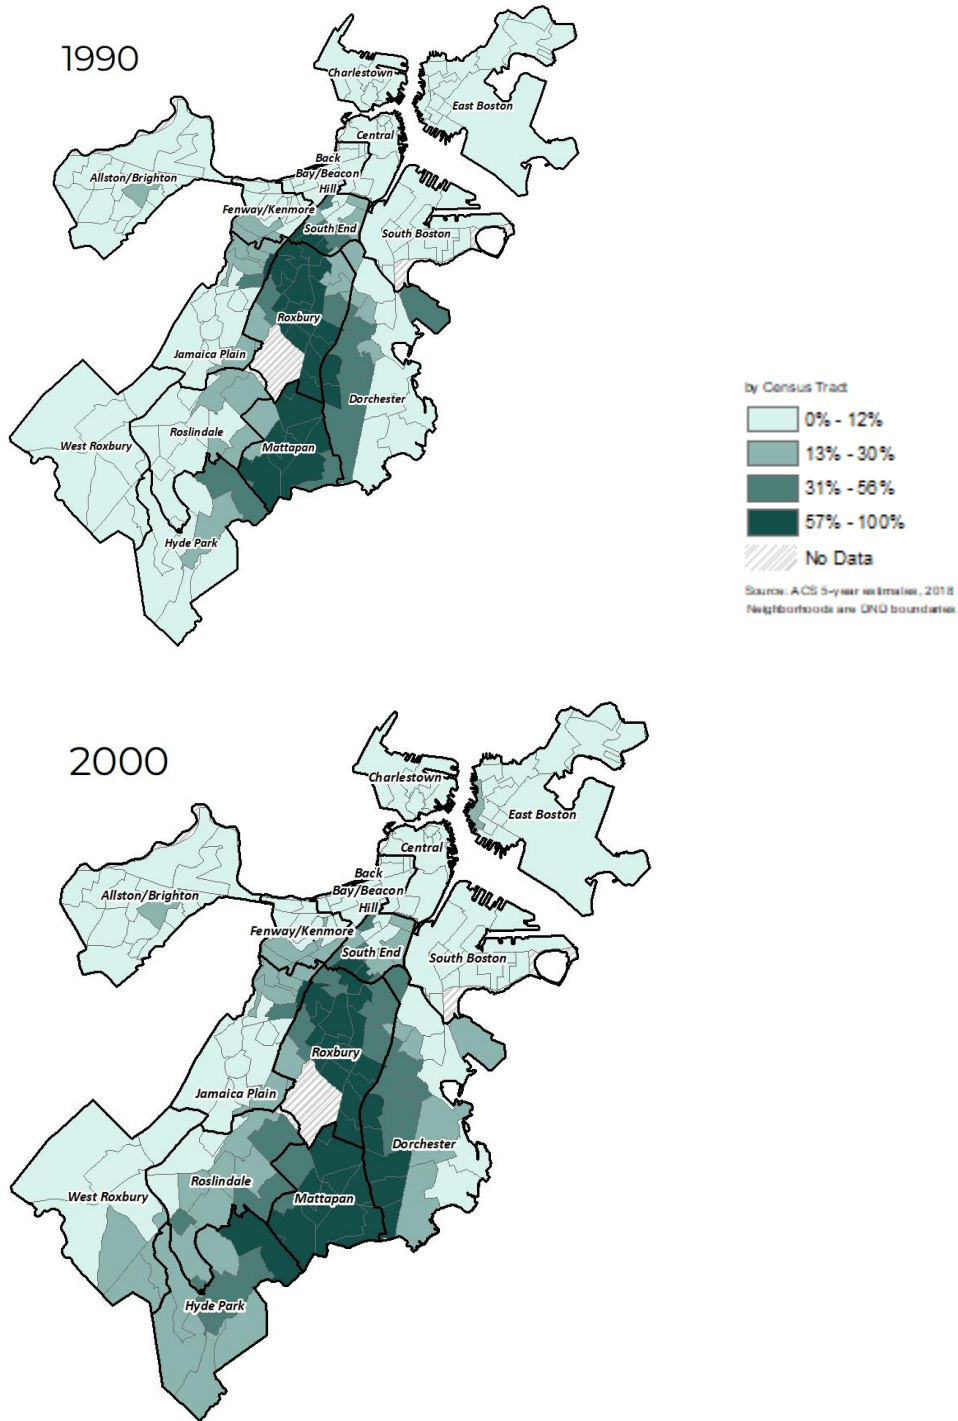 1990
Charlestown
East Boston
Central
Back
Bay/Beacon
Hill
Allston/Brighton
Fenway/Kenmore
South End
South Boston
Roxbury
Jamaica Plain
Dorchester
West Roxbury
Roslindale
Mattapan
Hyde Park
by Census Tract
0% - 12%
13% - 30%
31% - 56%
57% - 100%
No Data
Source: ACS 5-year estimates, 2018
Neighborhoods are DND boundaries.
2000
Charlestown
East Boston
Central
Back
Bay/Beacon
Hill
Allston/Brighton
Fenway/Kenmore
South End
South Boston
Roxbury
Jamaica Plain
Dorchester
Roslindale
West Roxbury
Mattapan
Hyde Park